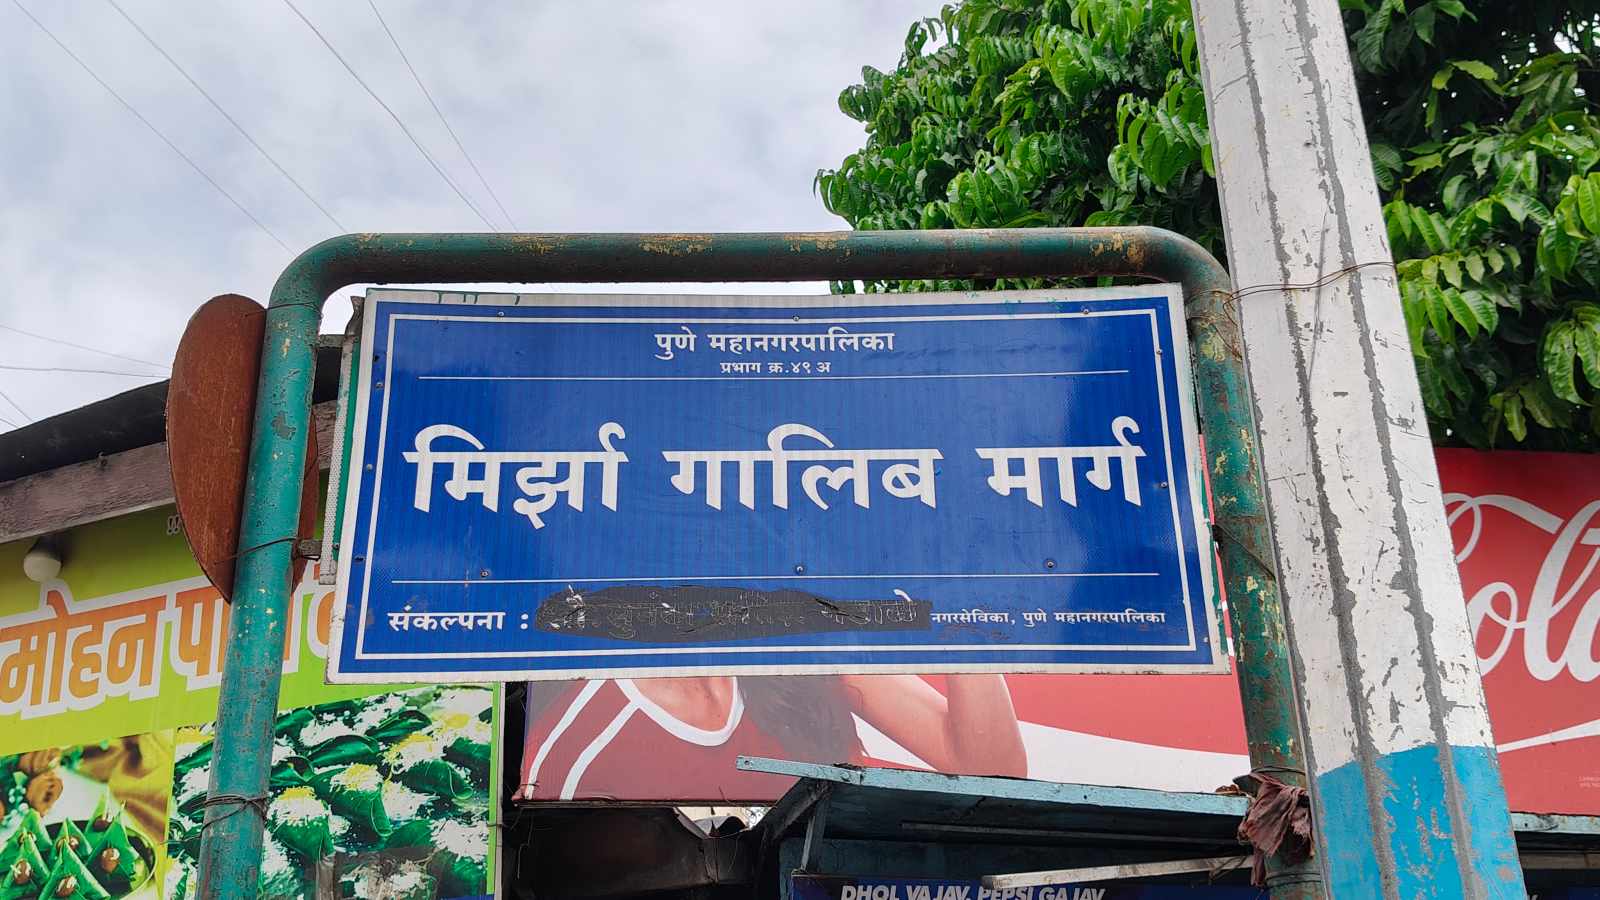 पुणे महानगरपालिका
प्रभाग क्र.४९ अ
मिर्झा गालिब मार्ग
संकल्पना :
नगरसेविका, पुणे महानगरपालिका
मोहन
DHOL VAJAV, PEPSI GAJAV